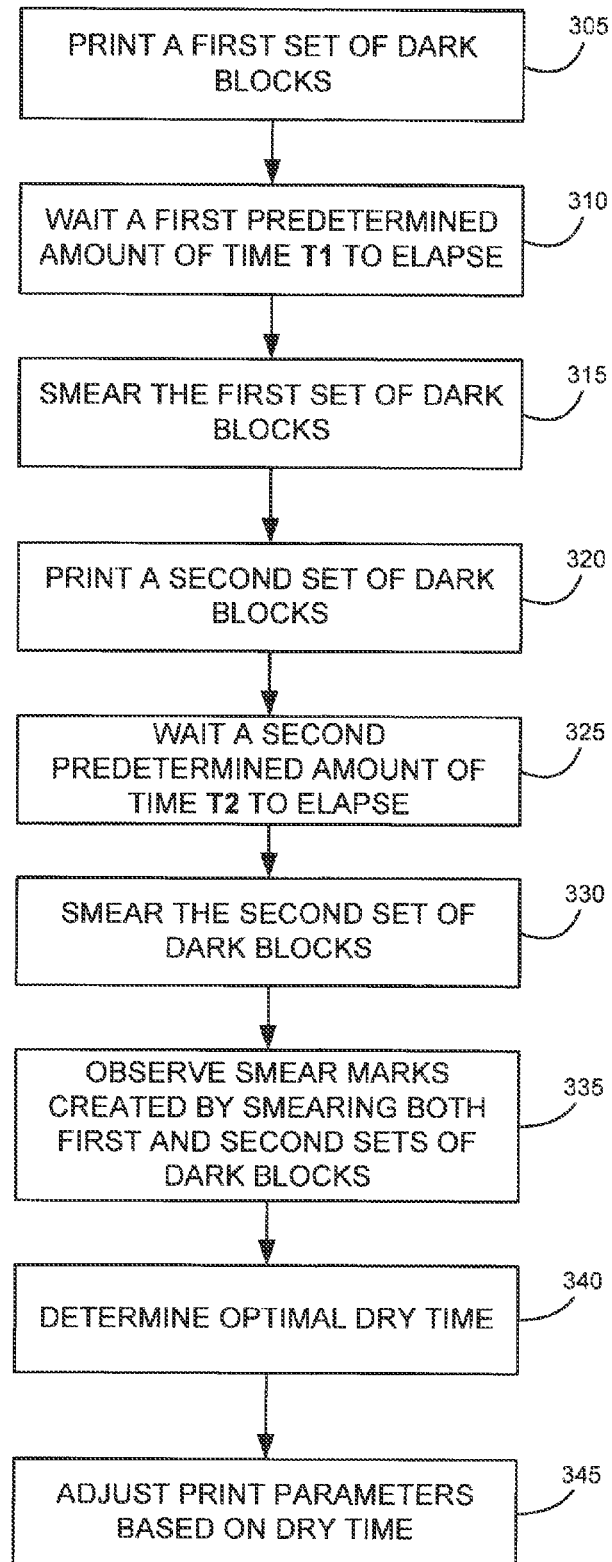 PRINT A FIRST SET OF DARK
BLOCKS
305
WAIT A FIRST PREDETERMINED
AMOUNT OF TIME T1 TO ELAPSE
310
SMEAR THE FIRST SET OF DARK
BLOCKS
315
PRINT A SECOND SET OF DARK
BLOCKS
320
WAIT A SECOND
PREDETERMINED AMOUNT OF
TIME T2 TO ELAPSE
325
SMEAR THE SECOND SET OF
DARK BLOCKS
330
OBSERVE SMEAR MARKS
CREATED BY SMEARING BOTH
FIRST AND SECOND SETS OF
DARK BLOCKS
335
DETERMINE OPTIMAL DRY TIME
340
ADJUST PRINT PARAMETERS
BASED ON DRY TIME
345